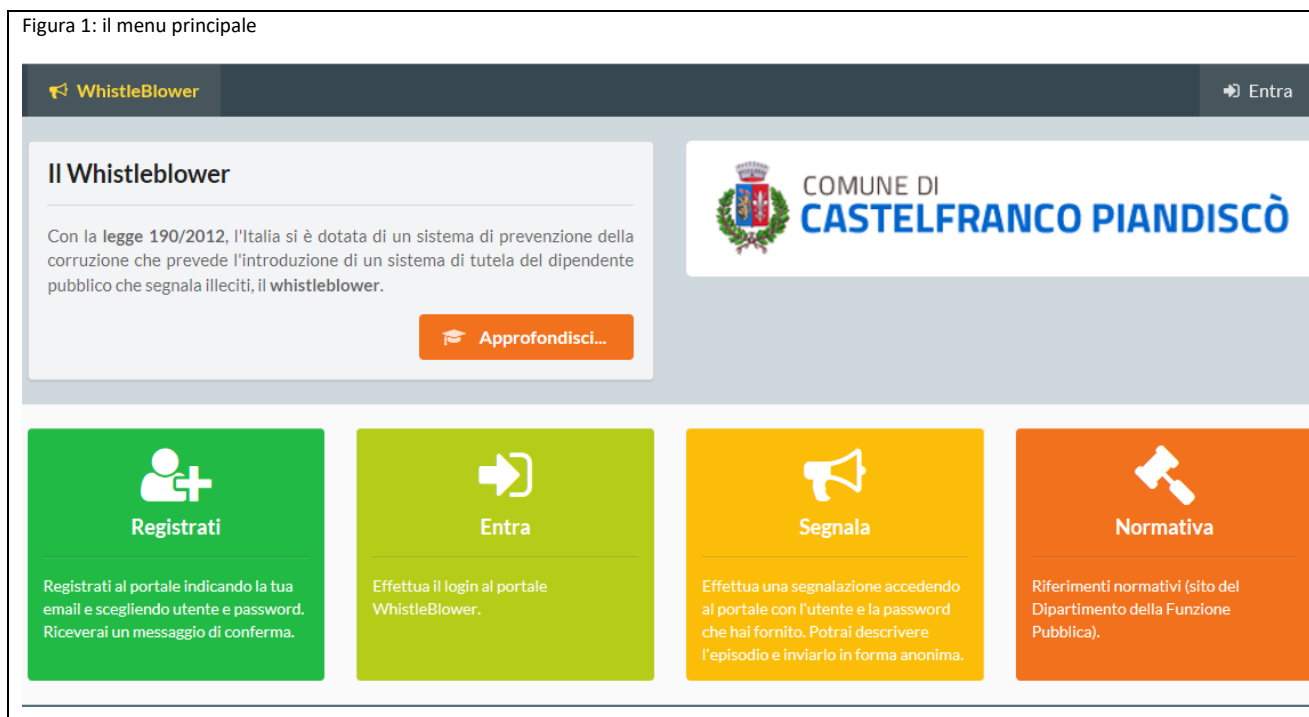 Figura 1: il menu principale
WhistleBlower
Entra
Il Whistleblower
Con la legge 190/2012, l'Italia si è dotata di un sistema di prevenzione della
corruzione che prevede l'introduzione di un sistema di tutela del dipendente
pubblico che segnala illeciti, il whistleblower.
Approfondisci...
COMUNE DI
CASTELFRANCO PIANDISCÒ
Registrati
Registrati al portale indicando la tua
email e scegliendo utente e password.
Riceverai un messaggio di conferma.
Entra
Effettua il login al portale
WhistleBlower.
Segnala
Effettua una segnalazione accedendo
al portale con l'utente e la password
che hai fornito. Potrai descrivere
l'episodio e inviarlo in forma anonima.
Normativa
Riferimenti normativi (sito del
Dipartimento della Funzione
Pubblica).